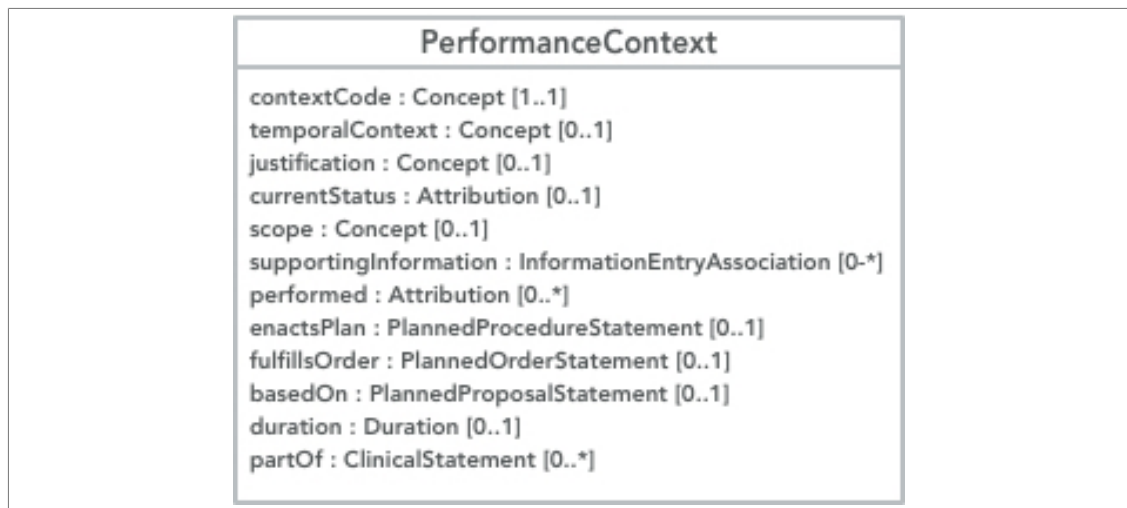 PerformanceContext
contextCode : Concept [1..1]
temporalContext : Concept [0..1]
justification : Concept [0..1]
currentStatus : Attribution [0..1]
scope : Concept [0..1]
supportingInformation : InformationEntryAssociation [0-*]
performed : Attribution [0..*]
enactsPlan : PlannedProcedureStatement [0..1]
fulfillsOrder : PlannedOrderStatement [0..1]
basedOn : PlannedProposalStatement [0..1]
duration : Duration [0..1]
partOf : ClinicalStatement [0..*]